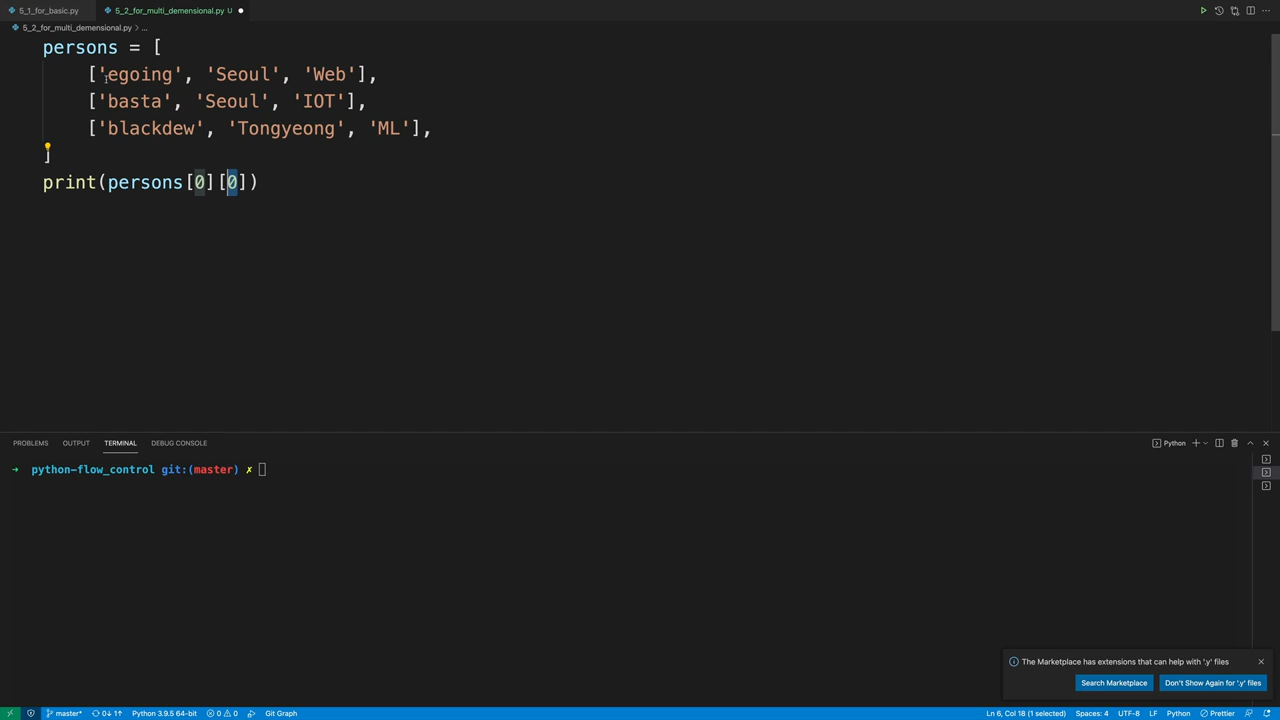 5_1_for_basic.py
5_2_for_multi_demensional.py U
5_2_for_multi_demensional.py > ...
persons = [
['egoing', 'Seoul', 'Web'],
['basta', 'Seoul', 'IOT'],
['blackdew', 'Tongyeong', 'ML'],
]
print(persons[0][0])
PROBLEMS OUTPUT TERMINAL DEBUG CONSOLE
Python
→ python-flow_control git:(master) ✗
The Marketplace has extensions that can help with '.y' files
Search Marketplace
Don't Show Again for '.y' files
master* 0↓ 1↑ Python 3.9.5 64-bit 0 0 Git Graph
Ln 6, Col 18 (1 selected) Spaces: 4 UTF-8 LF Python Prettier